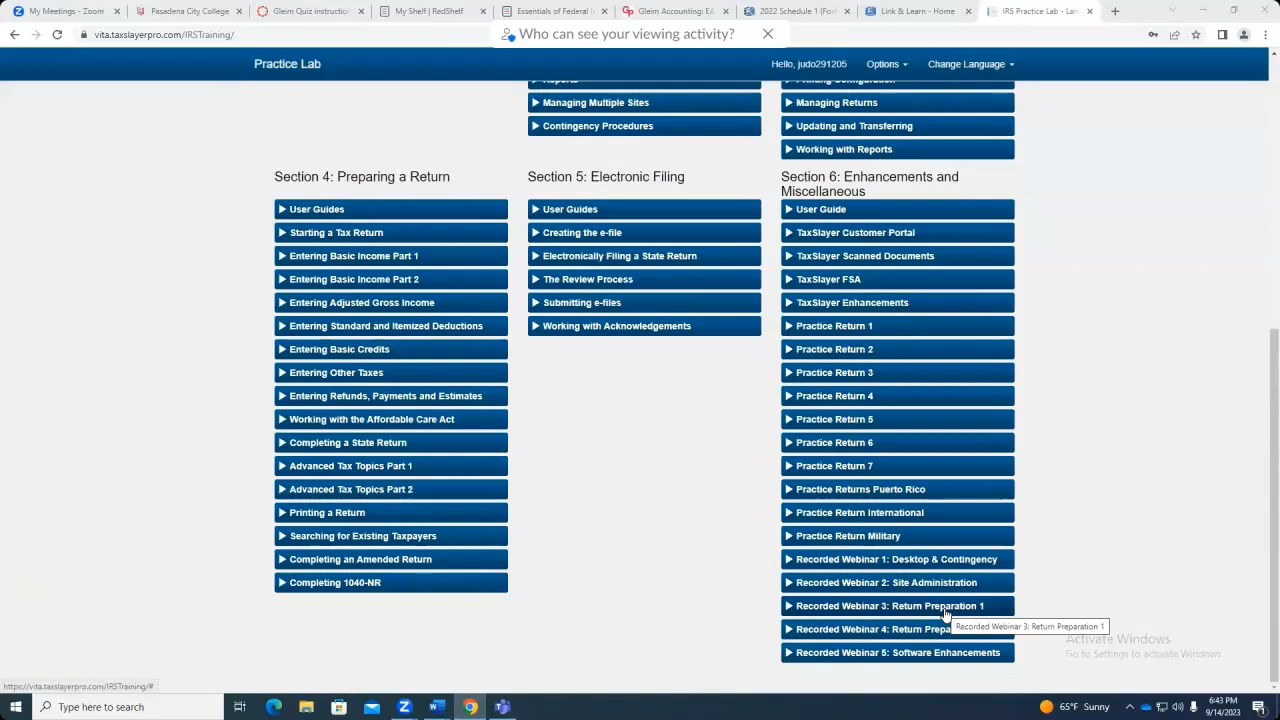 My Meetings - Zoom
Pasadena City College
Gleim Quiz instruction
My Shelf | RedShelf
Essentials of Federal In
Gleim Accounting: EA
2022 Schedule 1 (Form
Link & Learn - Home
IRS Practice Lab - Lan
vita.taxslayerpro.com/IRSTraining/
Who can see your viewing activity?
Practice Lab
Hello, judo291205
Options
Change Language
Reports
Printing Configuration
Managing Multiple Sites
Managing Returns
Contingency Procedures
Updating and Transferring
Working with Reports
Section 4: Preparing a Return
User Guides
Starting a Tax Return
Entering Basic Income Part 1
Entering Basic Income Part 2
Entering Adjusted Gross Income
Entering Standard and Itemized Deductions
Entering Basic Credits
Entering Other Taxes
Entering Refunds, Payments and Estimates
Working with the Affordable Care Act
Completing a State Return
Advanced Tax Topics Part 1
Advanced Tax Topics Part 2
Printing a Return
Searching for Existing Taxpayers
Completing an Amended Return
Completing 1040-NR
Section 5: Electronic Filing
User Guides
Creating the e-file
Electronically Filing a State Return
The Review Process
Submitting e-files
Working with Acknowledgements
Section 6: Enhancements and
Miscellaneous
User Guide
TaxSlayer Customer Portal
TaxSlayer Scanned Documents
TaxSlayer FSA
TaxSlayer Enhancements
Practice Return 1
Practice Return 2
Practice Return 3
Practice Return 4
Practice Return 5
Practice Return 6
Practice Return 7
Practice Returns Puerto Rico
Practice Return International
Practice Return Military
Recorded Webinar 1: Desktop & Contingency
Recorded Webinar 2: Site Administration
Recorded Webinar 3: Return Preparation 1
Recorded Webinar 3: Return Preparation 1
Recorded Webinar 4: Return Prepa
Recorded Webinar 5: Software Enhancements
Activate Windows
Go to Settings to activate Windows.
https://vita.taxslayerpro.com/IRSTraining/#
Type here to search
65°F Sunny
6:43 PM
9/14/2023